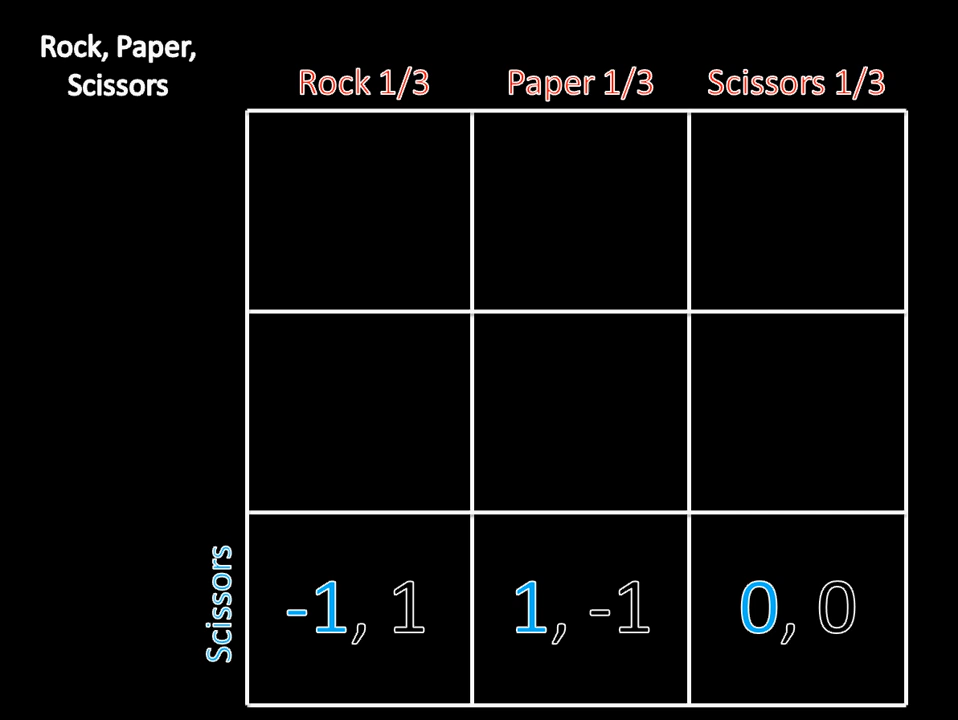 Rock, Paper,
Scissors
Rock 1/3 Paper 1/3 Scissors 1/3
Scissors
-1, 1 1, -1 0, 0